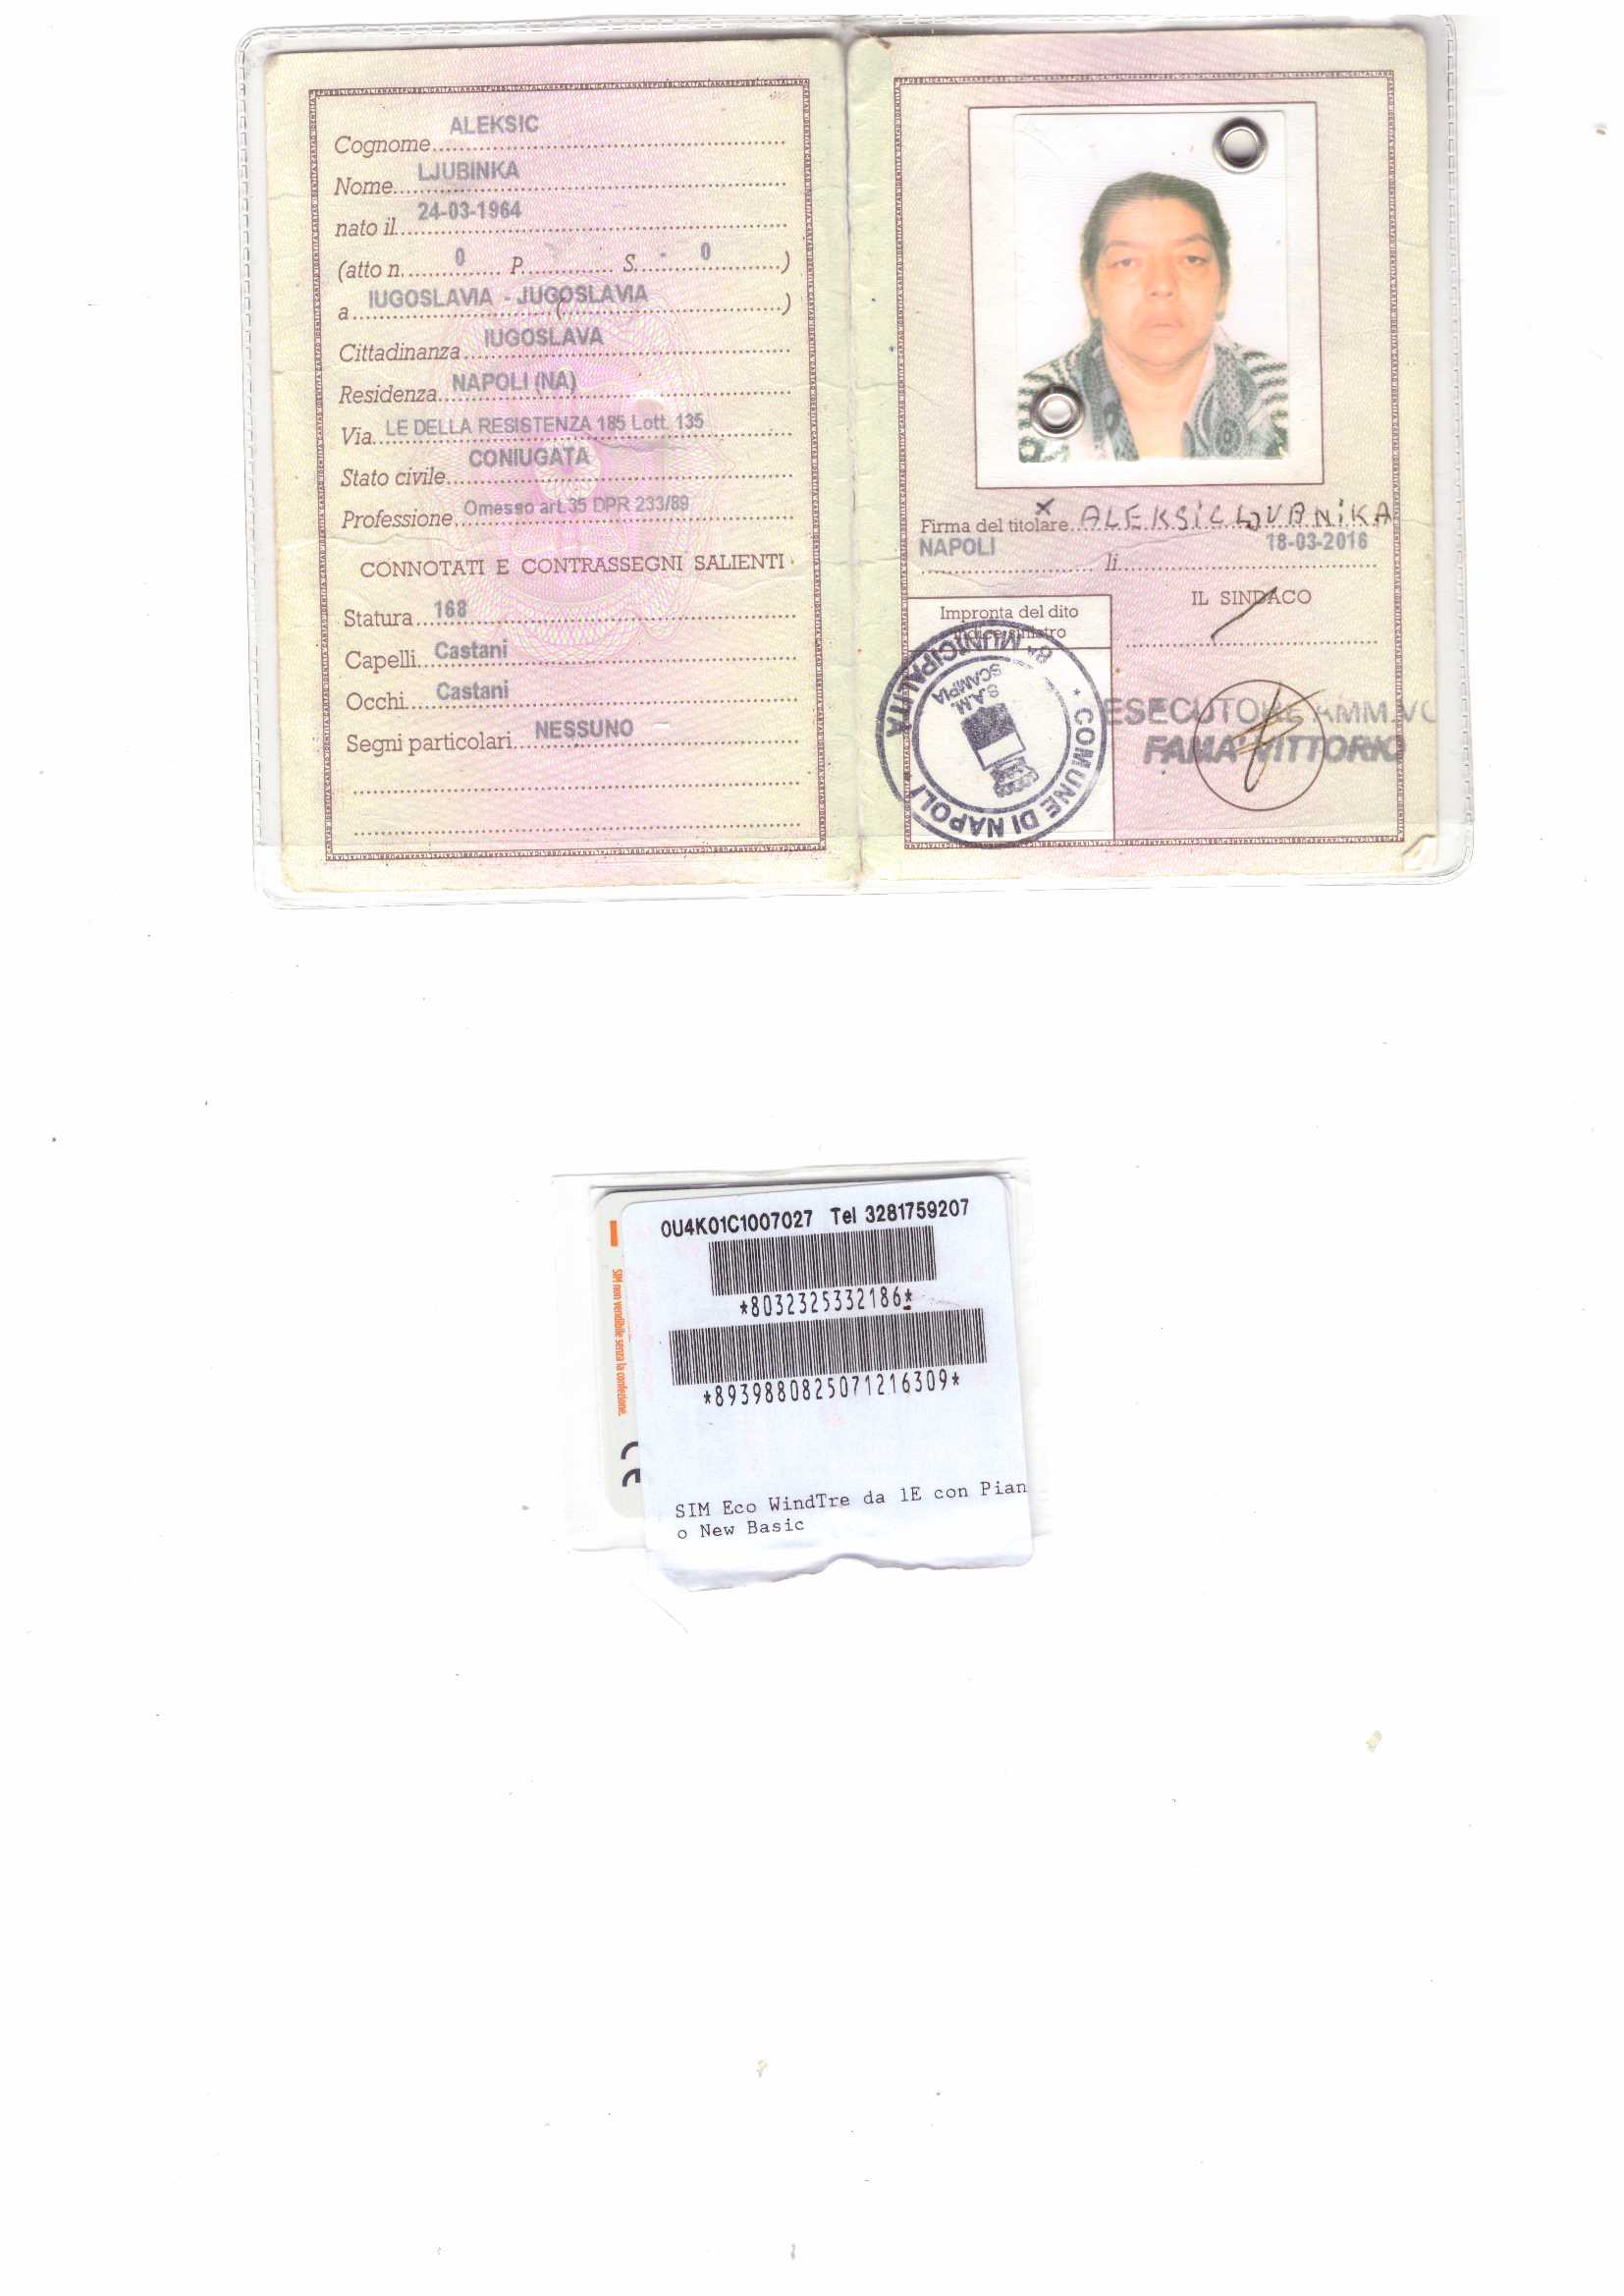 Cognome ALEKSIC
Nome LJUBINKA
nato il 24-03-1964
(atto n. 0 P. S. - 0 )
a IUGOSLAVIA - JUGOSLAVIA ( )
Cittadinanza IUGOSLAVA
Residenza NAPOLI (NA)
Via LE DELLA RESISTENZA 185 Lott. 135
Stato civile CONIUGATA
Professione Omesso art.35 DPR 233/89
CONNOTATI E CONTRASSEGNI SALIENTI
Statura 168
Capelli Castani
Occhi Castani
Segni particolari NESSUNO
Firma del titolare x ALEKSIC LJUBNIKA
NAPOLI li 18-03-2016
IL SINDACO
Impronta del dito
indice sinistro
8ª MUNICIPALITÀ
S.A.M.
SCAMPIA
* COMUNE DI NAPOLI
ESECUTORE AMM.VO
FAMA' VITTORIO
0U4K01C1007027 Tel 3281759207
*8032325332186*
*8939880825071216309*
SIM non vendibile senza la confezione.
SIM Eco WindTre da 1E con Pian
o New Basic